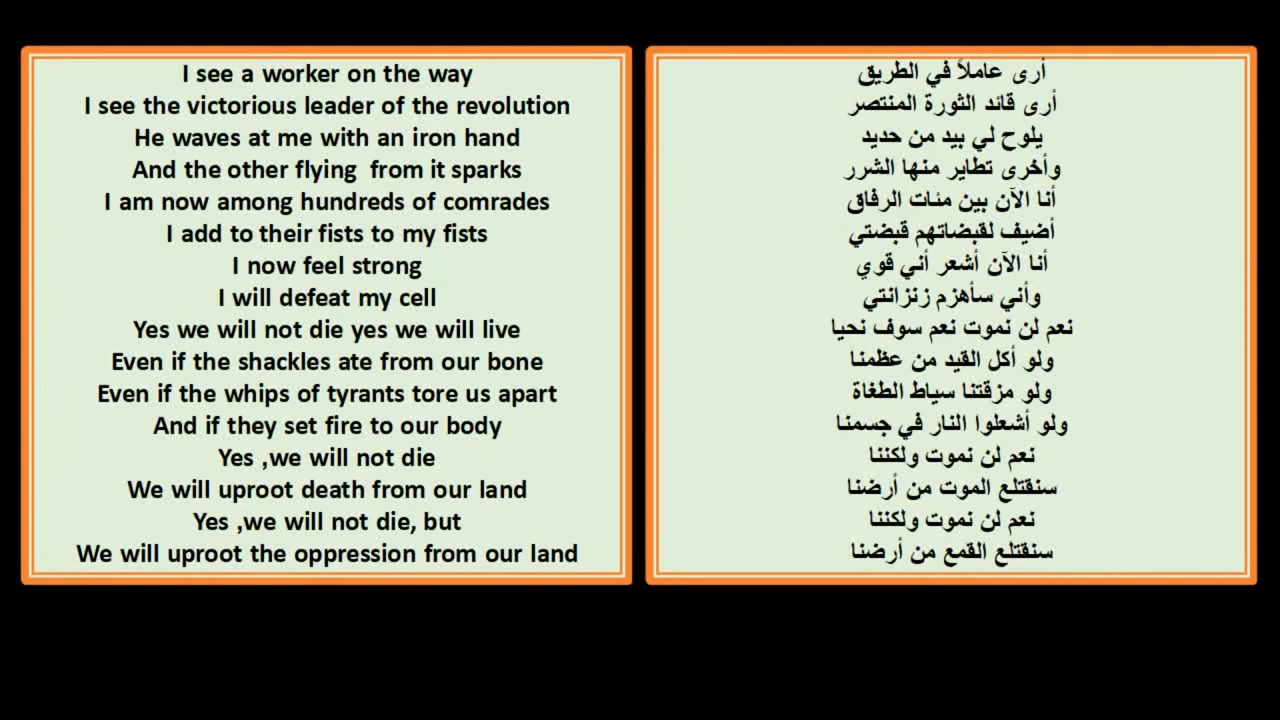 I see a worker on the way
I see the victorious leader of the revolution
He waves at me with an iron hand
And the other flying  from it sparks
I am now among hundreds of comrades
I add to their fists to my fists
I now feel strong
I will defeat my cell
Yes we will not die yes we will live
Even if the shackles ate from our bone
Even if the whips of tyrants tore us apart
And if they set fire to our body
Yes ,we will not die
We will uproot death from our land
Yes ,we will not die, but
We will uproot the oppression from our land
أرى عاملاً في الطريق
أرى قائد الثورة المنتصر
يلوح لي بيد من حديد
وأخرى تطاير منها الشرر
أنا الآن بين مئات الرفاق
أضيف لقبضاتهم قبضتي
أنا الآن أشعر أني قوي
وأني سأهزم زنزانتي
نعم لن نموت نعم سوف نحيا
ولو أكل القيد من عظمنا
ولو مزقتنا سياط الطغاة
ولو أشعلوا النار في جسمنا
نعم لن نموت ولكننا
سنقتلع الموت من أرضنا
نعم لن نموت ولكننا
سنقتلع القمع من أرضنا